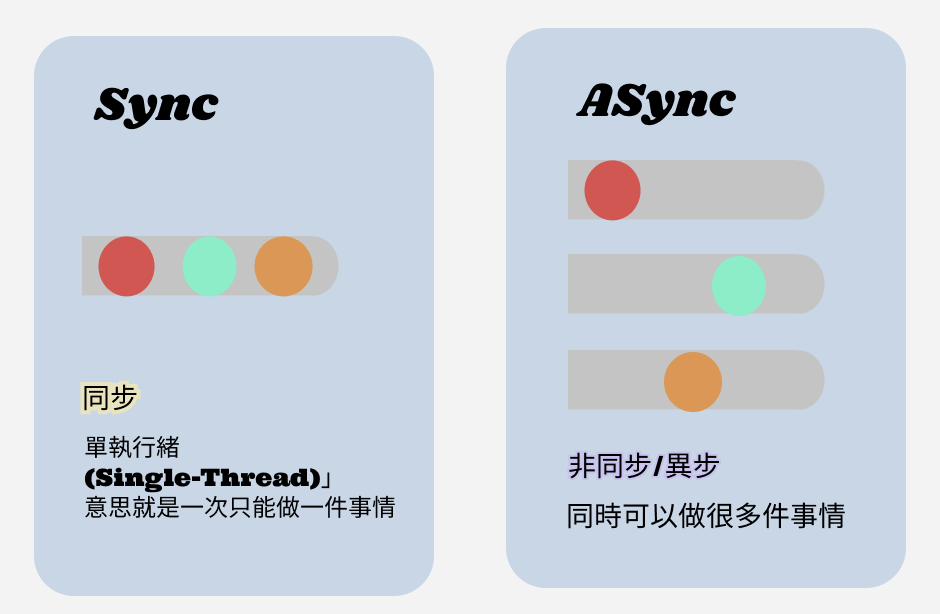 Sync
同步
單執行緒
(Single-Thread)」
意思就是一次只能做一件事情
ASync
非同步/異步
同時可以做很多件事情